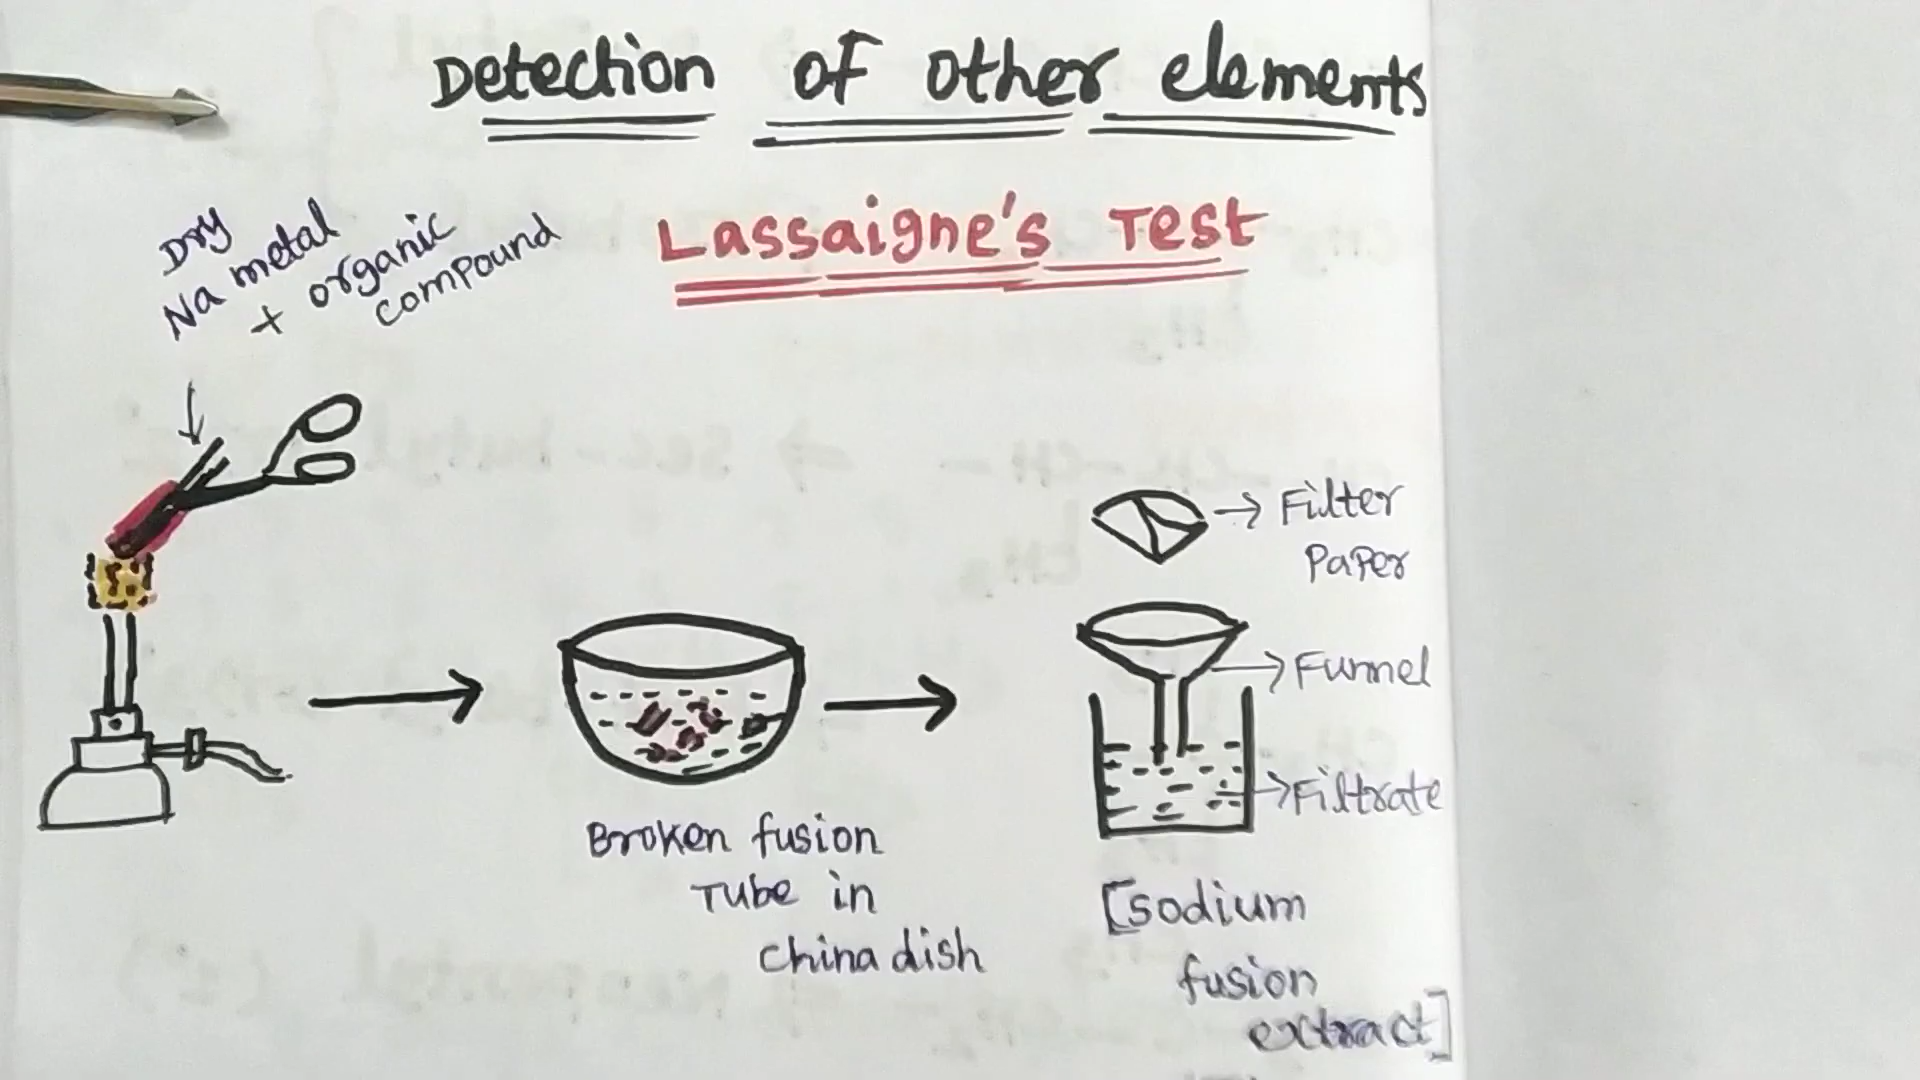 Detection of other elements
Lassaigne's Test
Dry
Na metal
+ organic
compound
Filter
Paper
Funnel
Filtrate
Broken fusion
Tube in
china dish
[sodium
fusion
extract]